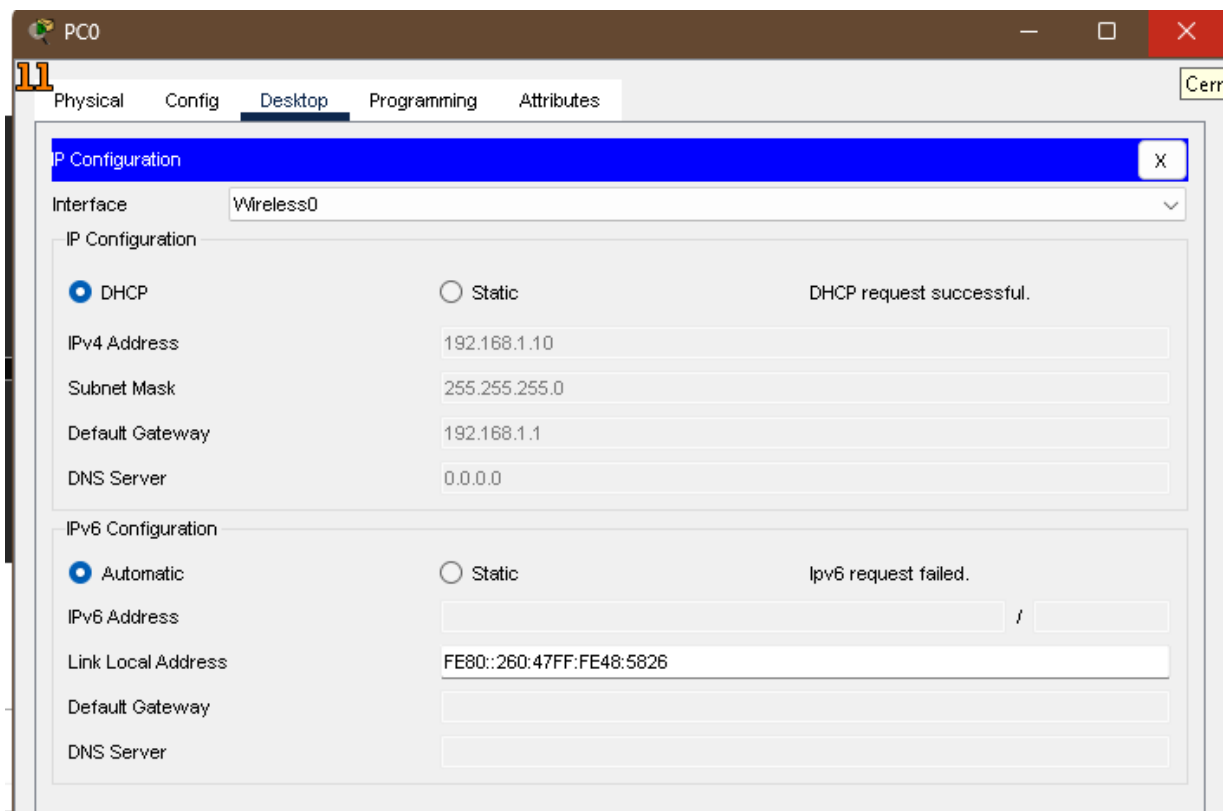 PC0
11
Cerr
Physical Config Desktop Programming Attributes
IP Configuration X
Interface Wireless0
IP Configuration
DHCP Static DHCP request successful.
IPv4 Address 192.168.1.10
Subnet Mask 255.255.255.0
Default Gateway 192.168.1.1
DNS Server 0.0.0.0
IPv6 Configuration
Automatic Static Ipv6 request failed.
IPv6 Address /
Link Local Address FE80::260:47FF:FE48:5826
Default Gateway
DNS Server